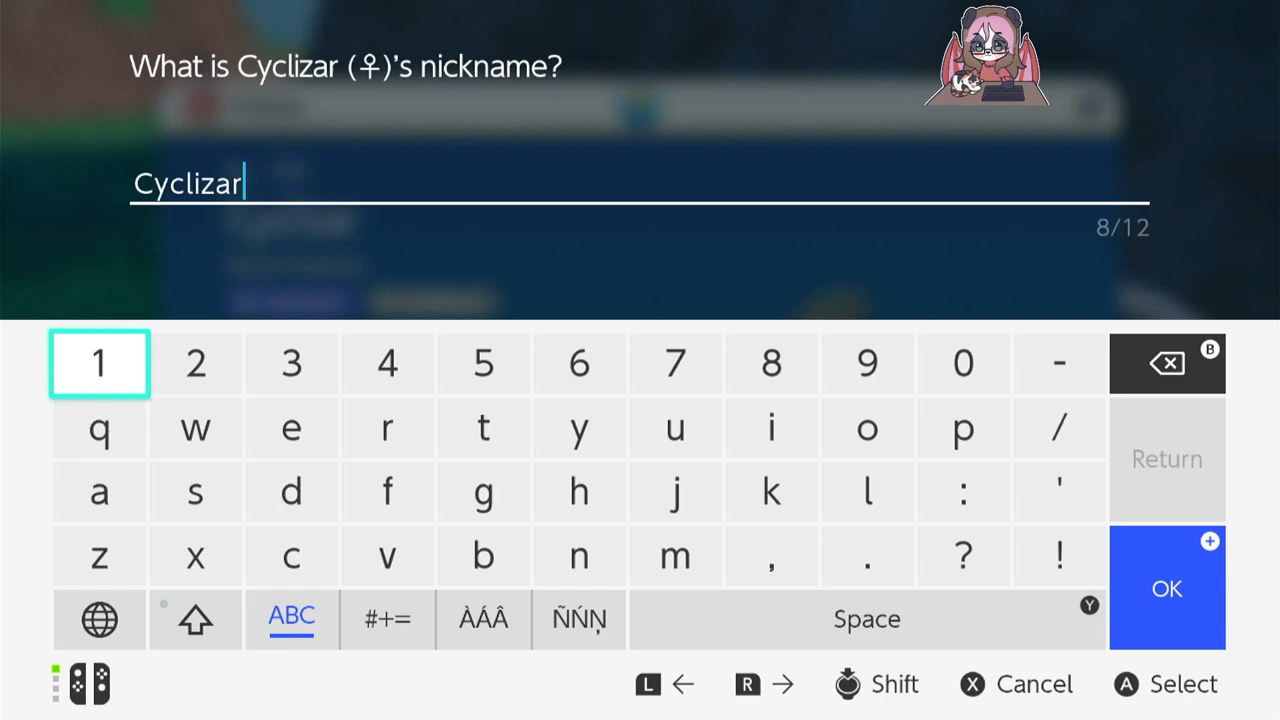 What is Cyclizar (♀)'s nickname?
Cyclizar
8/12
1 2 3 4 5 6 7 8 9 0 - B
q w e r t y u i o p /
Return
a s d f g h j k l : '
z x c v b n m , . ? ! +
OK
ABC #+= ÀÁÂ ÑŃŅ Space Y
L ← R → Shift X Cancel A Select